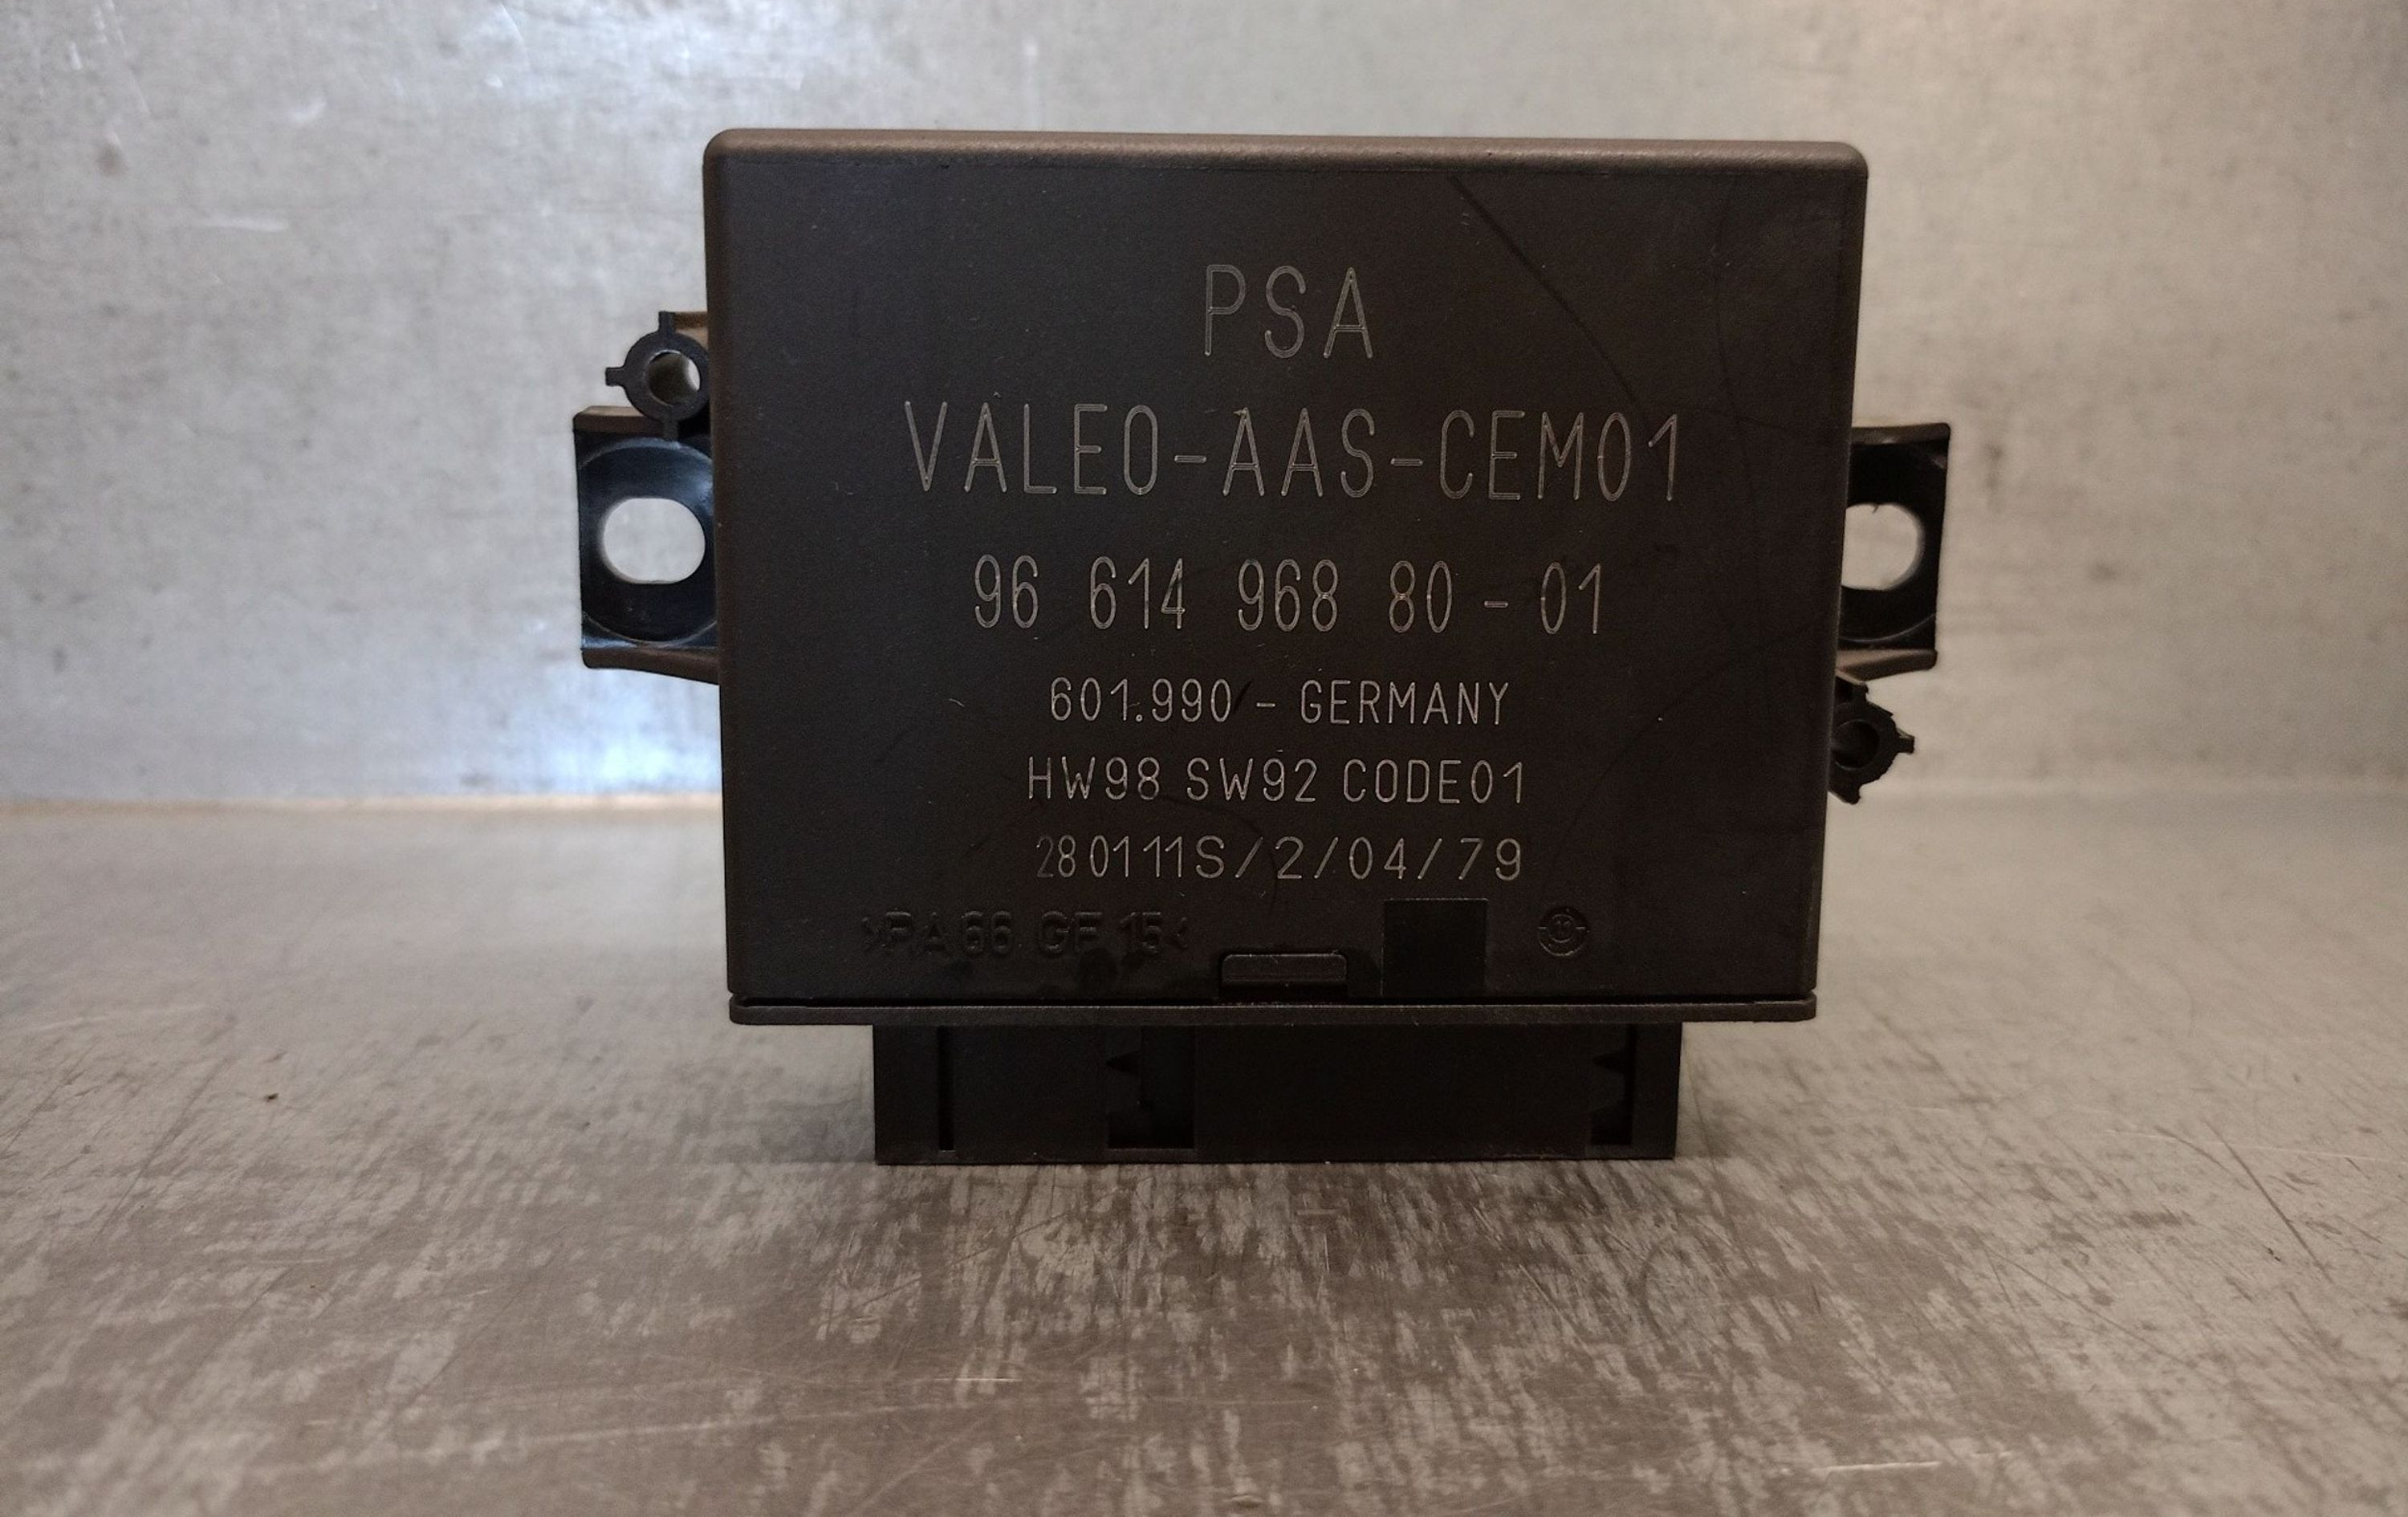 PSA
VALEO-AAS-CEM01
96 614 968 80 - 01
601.990 - GERMANY
HW98 SW92 CODE01
280111S/2/04/79
>PA 66 GF 15<